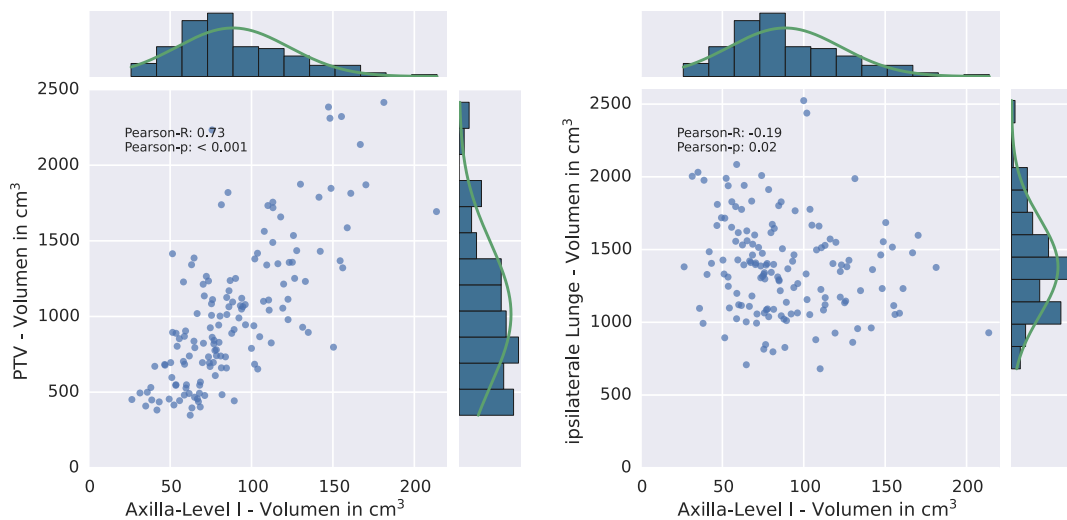 2500
2000
1500
1000
500
0
PTV - Volumen in cm³
Pearson-R: 0.73
Pearson-p: < 0.001
0 50 100 150 200
Axilla-Level I - Volumen in cm³
2500
2000
1500
1000
500
0
ipsilaterale Lunge - Volumen in cm³
Pearson-R: -0.19
Pearson-p: 0.02
0 50 100 150 200
Axilla-Level I - Volumen in cm³